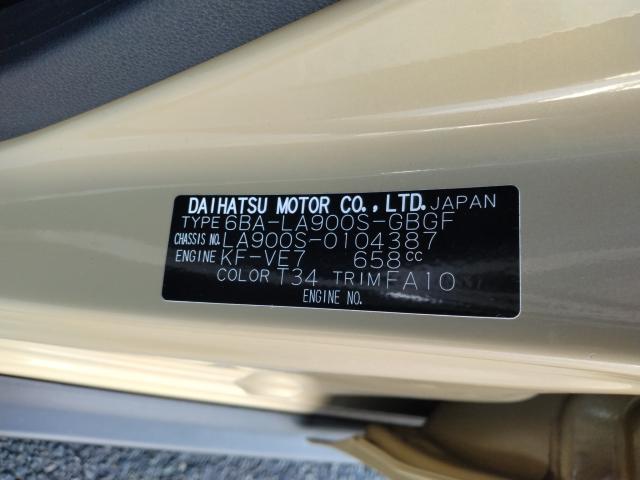 DAIHATSU MOTOR CO., LTD. JAPAN
TYPE 6BA-LA900S-GBGF
CHASSIS NO. LA900S-0104387
ENGINE KF-VE7 658cc
COLOR T34 TRIM FA10
ENGINE NO.